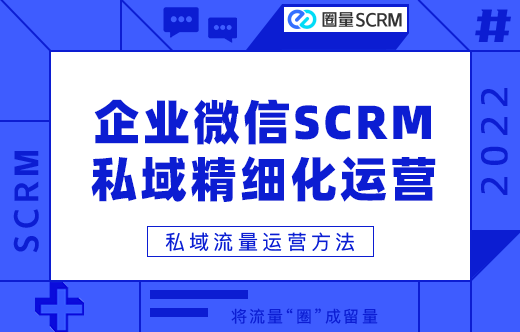 圈量SCRM
#
企业微信SCRM
私域精细化运营
私域流量运营方法
SCRM
2022
将流量“圈”成留量